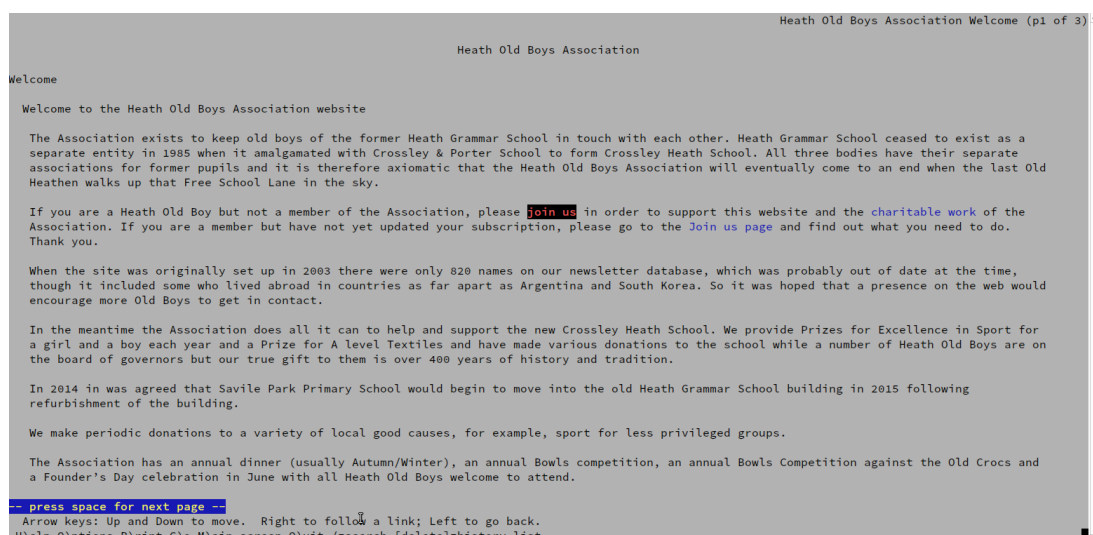 Heath Old Boys Association Welcome (p1 of 3)
Heath Old Boys Association
Welcome
Welcome to the Heath Old Boys Association website
The Association exists to keep old boys of the former Heath Grammar School in touch with each other. Heath Grammar School ceased to exist as a
separate entity in 1985 when it amalgamated with Crossley & Porter School to form Crossley Heath School. All three bodies have their separate
associations for former pupils and it is therefore axiomatic that the Heath Old Boys Association will eventually come to an end when the last Old
Heathen walks up that Free School Lane in the sky.
If you are a Heath Old Boy but not a member of the Association, please join us in order to support this website and the charitable work of the
Association. If you are a member but have not yet updated your subscription, please go to the Join us page and find out what you need to do.
Thank you.
When the site was originally set up in 2003 there were only 820 names on our newsletter database, which was probably out of date at the time,
though it included some who lived abroad in countries as far apart as Argentina and South Korea. So it was hoped that a presence on the web would
encourage more Old Boys to get in contact.
In the meantime the Association does all it can to help and support the new Crossley Heath School. We provide Prizes for Excellence in Sport for
a girl and a boy each year and a Prize for A level Textiles and have made various donations to the school while a number of Heath Old Boys are on
the board of governors but our true gift to them is over 400 years of history and tradition.
In 2014 in was agreed that Savile Park Primary School would begin to move into the old Heath Grammar School building in 2015 following
refurbishment of the building.
We make periodic donations to a variety of local good causes, for example, sport for less privileged groups.
The Association has an annual dinner (usually Autumn/Winter), an annual Bowls competition, an annual Bowls Competition against the Old Crocs and
a Founder's Day celebration in June with all Heath Old Boys welcome to attend.
-- press space for next page --
Arrow keys: Up and Down to move. Right to follow a link; Left to go back.